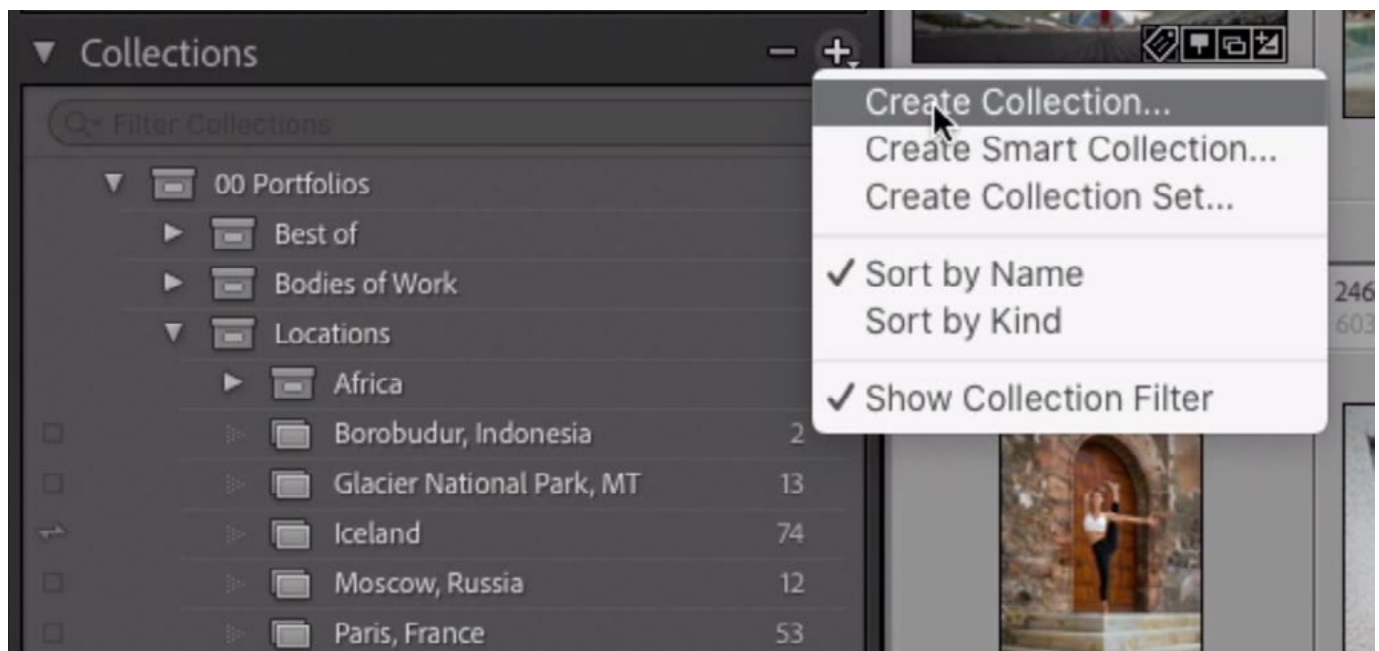 Collections
Filter Collections
00 Portfolios
Best of
Bodies of Work
Locations
Africa
Borobudur, Indonesia 2
Glacier National Park, MT 13
Iceland 74
Moscow, Russia 12
Paris, France 53
Create Collection...
Create Smart Collection...
Create Collection Set...
Sort by Name
Sort by Kind
Show Collection Filter
246
603